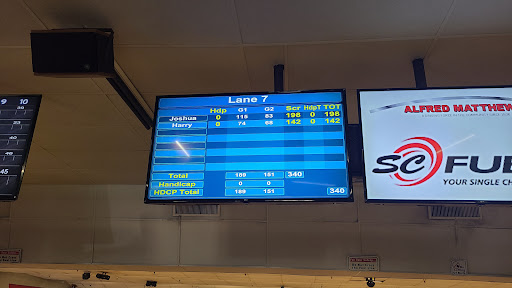 Lane 7
Hdp G1 G2 Scr HdpT TOT
Joshua 0 115 83 198 0 198
Harry 0 74 68 142 0 142
Total 189 151 340
Handicap 0 0
HDCP Total 189 151 340
9 10
ALFRED MATTHEW
SC FUE
YOUR SINGLE CH